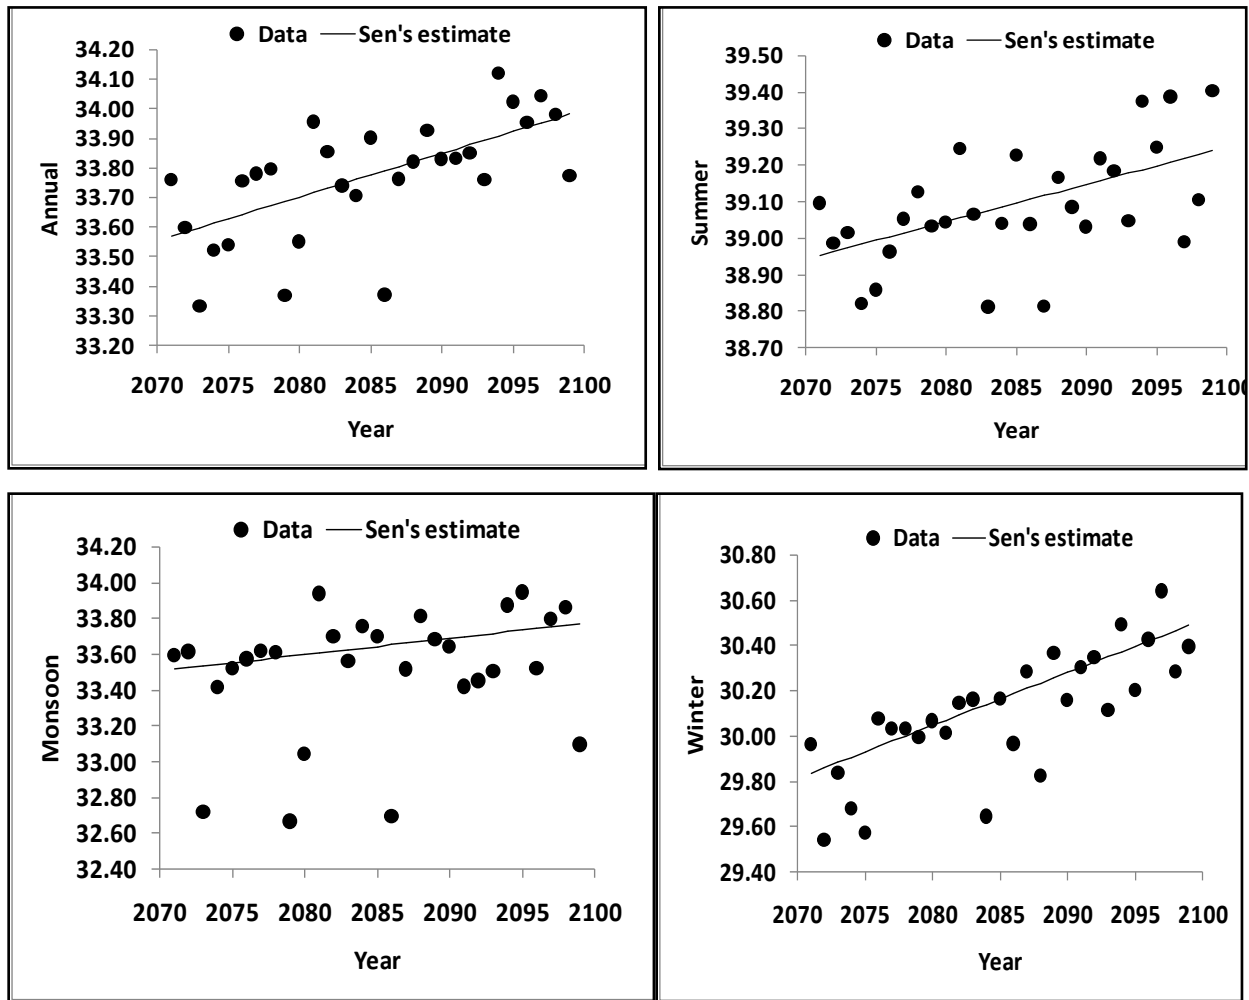 Data Sen's estimate
34.20
34.10
34.00
33.90
33.80
33.70
33.60
33.50
33.40
33.30
33.20
Annual
2070 2075 2080 2085 2090 2095 2100
Year
Data Sen's estimate
39.50
39.40
39.30
39.20
39.10
39.00
38.90
38.80
38.70
Summer
2070 2075 2080 2085 2090 2095 2100
Year
Data Sen's estimate
34.20
34.00
33.80
33.60
33.40
33.20
33.00
32.80
32.60
32.40
Monsoon
2070 2075 2080 2085 2090 2095 2100
Year
Data Sen's estimate
30.80
30.60
30.40
30.20
30.00
29.80
29.60
29.40
Winter
2070 2075 2080 2085 2090 2095 2100
Year